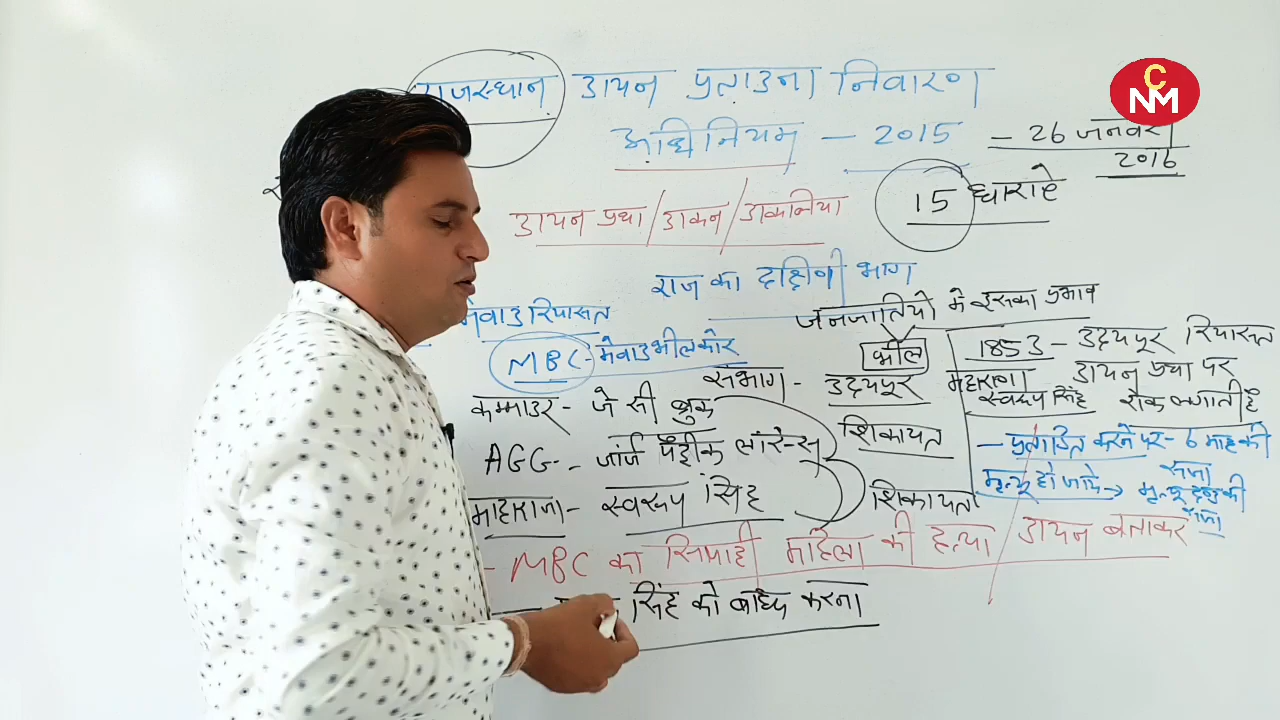 राजस्थान डायन प्रताडना निवारण
अधिनियम - 2015 - 26 जनवरी
2016
15 धाराहे
डायन प्रथा / डाकन / डाकनिया
राज का दक्षिणी भाग
जनजातियो मे इसका प्रभाव
भील
मेवाड रियासत
MBC - मेवाड भील कोर
संभाग - उदयपूर
कमाण्डर - जे सी ब्रुक
AGG - जॉर्ज पैट्रीक लॉरेन्स
माहाराजा - स्वरूप सिंह
शिकायत
शिकायत
1853 - उदयपूर रियासत
महाराणा डायन प्रथा पर
स्वरूप सिंह रोक लगाती है
- प्रताडित करने पर - 6 माह की
सजा
मृत्यू हो जाये → मृत्यू दण्ड की
सजा
- MBC का सिपाही महिला की हत्या डायन बताकर
सिंह को बाध्य करना
C
NM